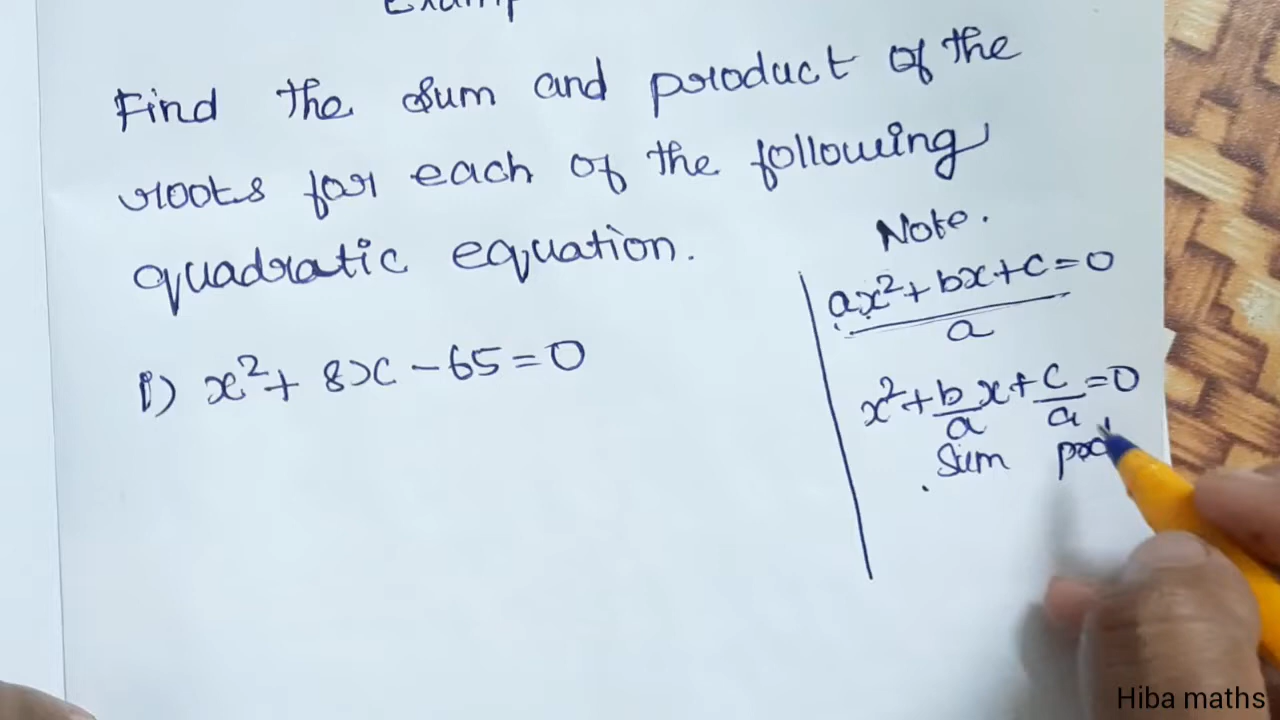 Find the sum and product of the
roots for each of the following
quadratic equation.
i) x²+ 8x - 65 = 0
Note.
ax²+bx+c=0
a
x²+b/a x+c/a=0
Sum
Hiba maths